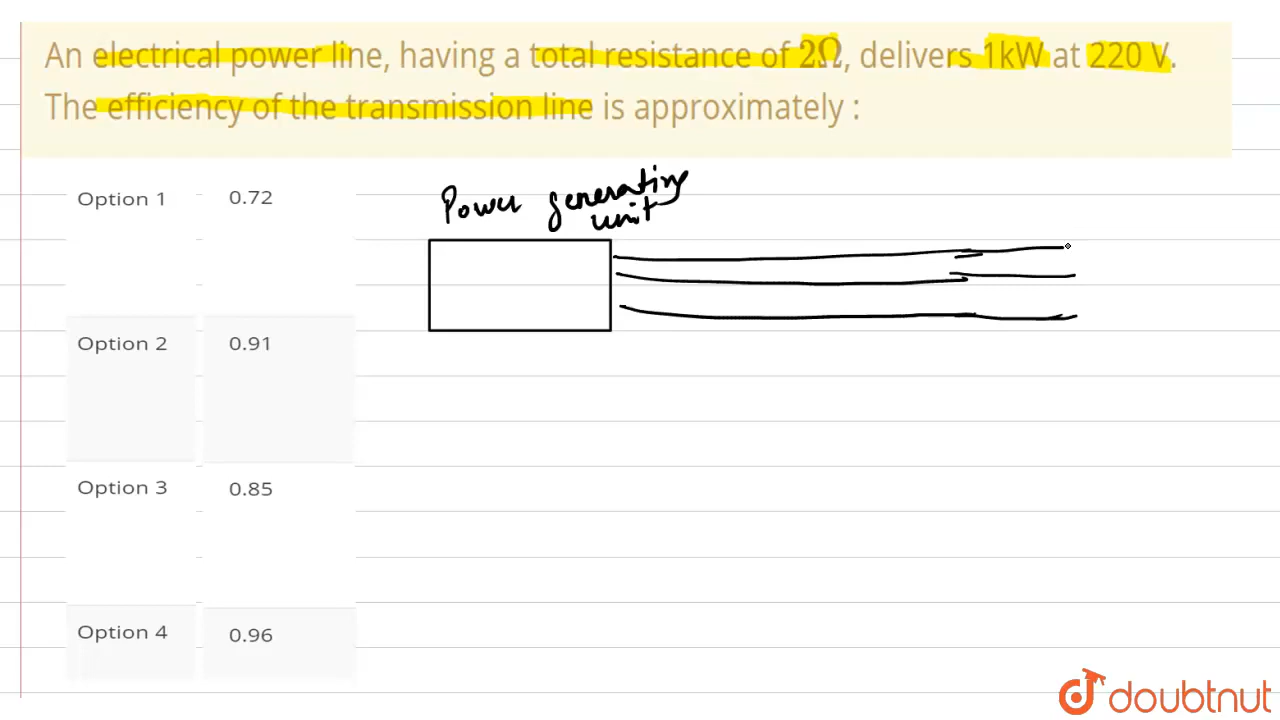 An electrical power line, having a total resistance of 2Ω, delivers 1kW at 220 V.
The efficiency of the transmission line is approximately :
Option 1 0.72
Option 2 0.91
Option 3 0.85
Option 4 0.96
Power generating
unit
doubtnut